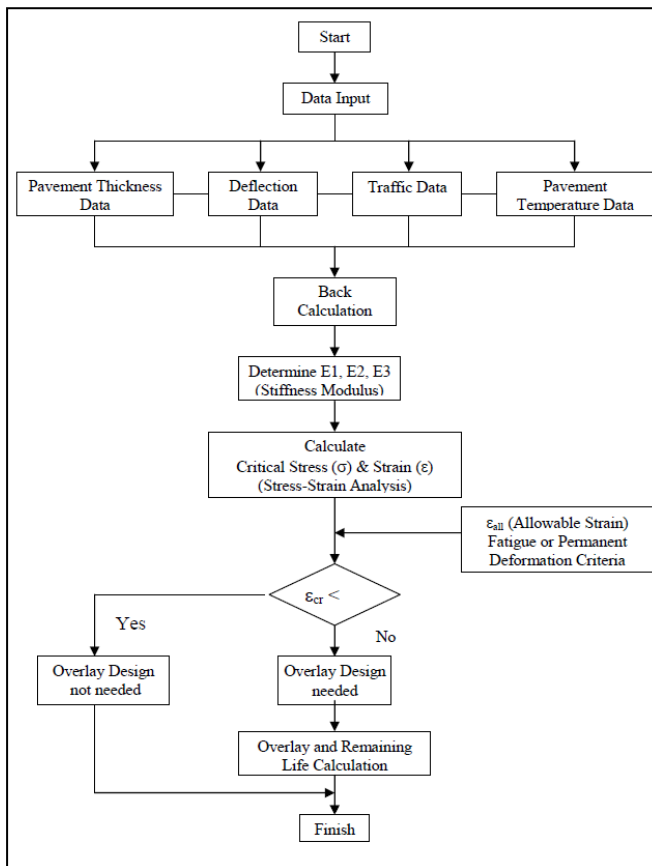 Start
Data Input
Pavement Thickness
Data
Deflection
Data
Traffic Data
Pavement
Temperature Data
Back
Calculation
Determine E1, E2, E3
(Stiffness Modulus)
Calculate
Critical Stress (σ) & Strain (ε)
(Stress-Strain Analysis)
εall (Allowable Strain)
Fatigue or Permanent
Deformation Criteria
εcr <
Yes
No
Overlay Design
not needed
Overlay Design
needed
Overlay and Remaining
Life Calculation
Finish